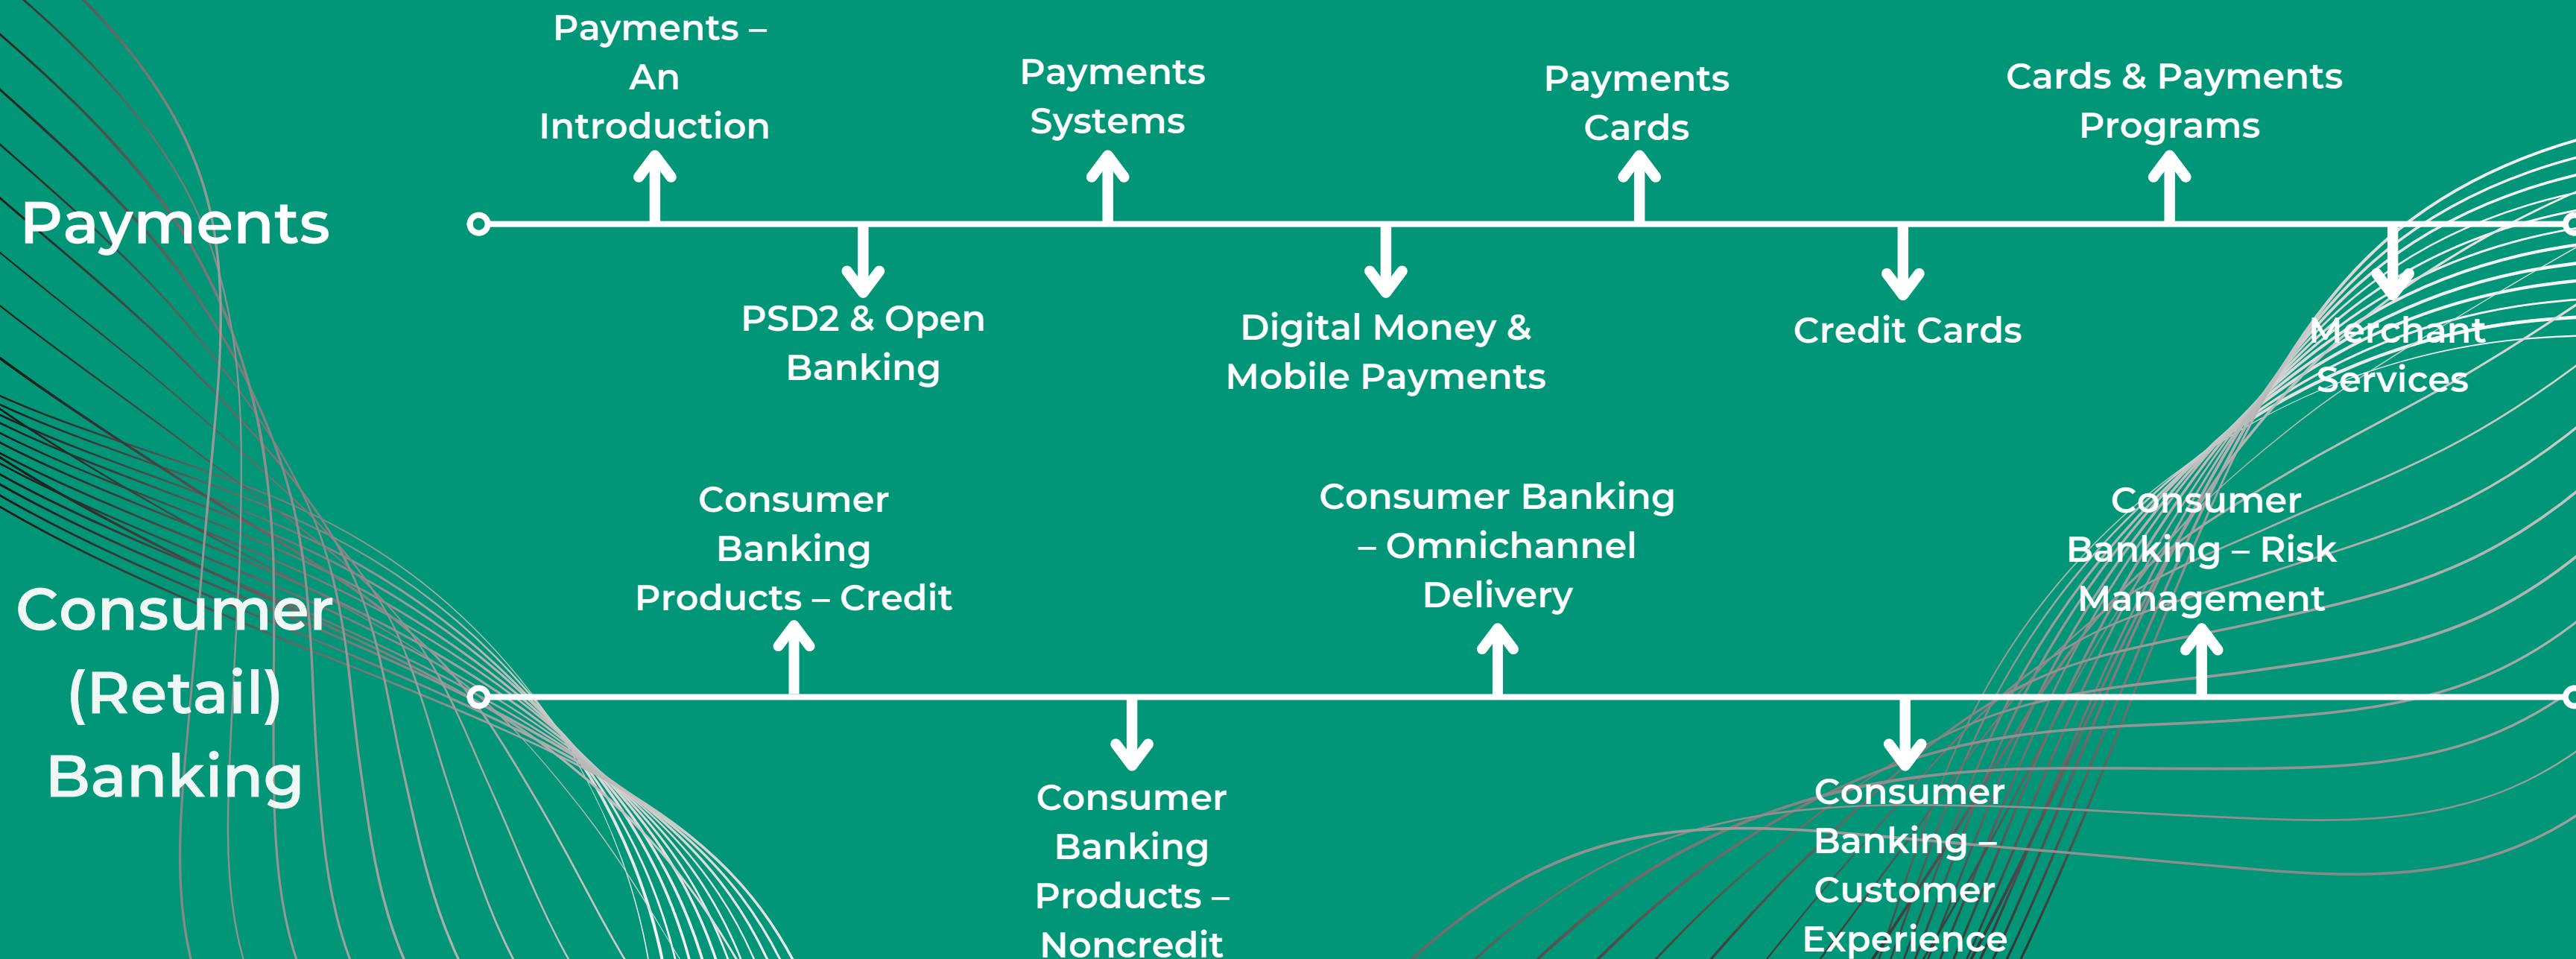 Payments
Payments –
An
Introduction
PSD2 & Open
Banking
Payments
Systems
Digital Money &
Mobile Payments
Payments
Cards
Credit Cards
Cards & Payments
Programs
Merchant
Services
Consumer
(Retail)
Banking
Consumer
Banking
Products – Credit
Consumer
Banking
Products –
Noncredit
Consumer Banking
– Omnichannel
Delivery
Consumer
Banking –
Customer
Experience
Consumer
Banking – Risk
Management